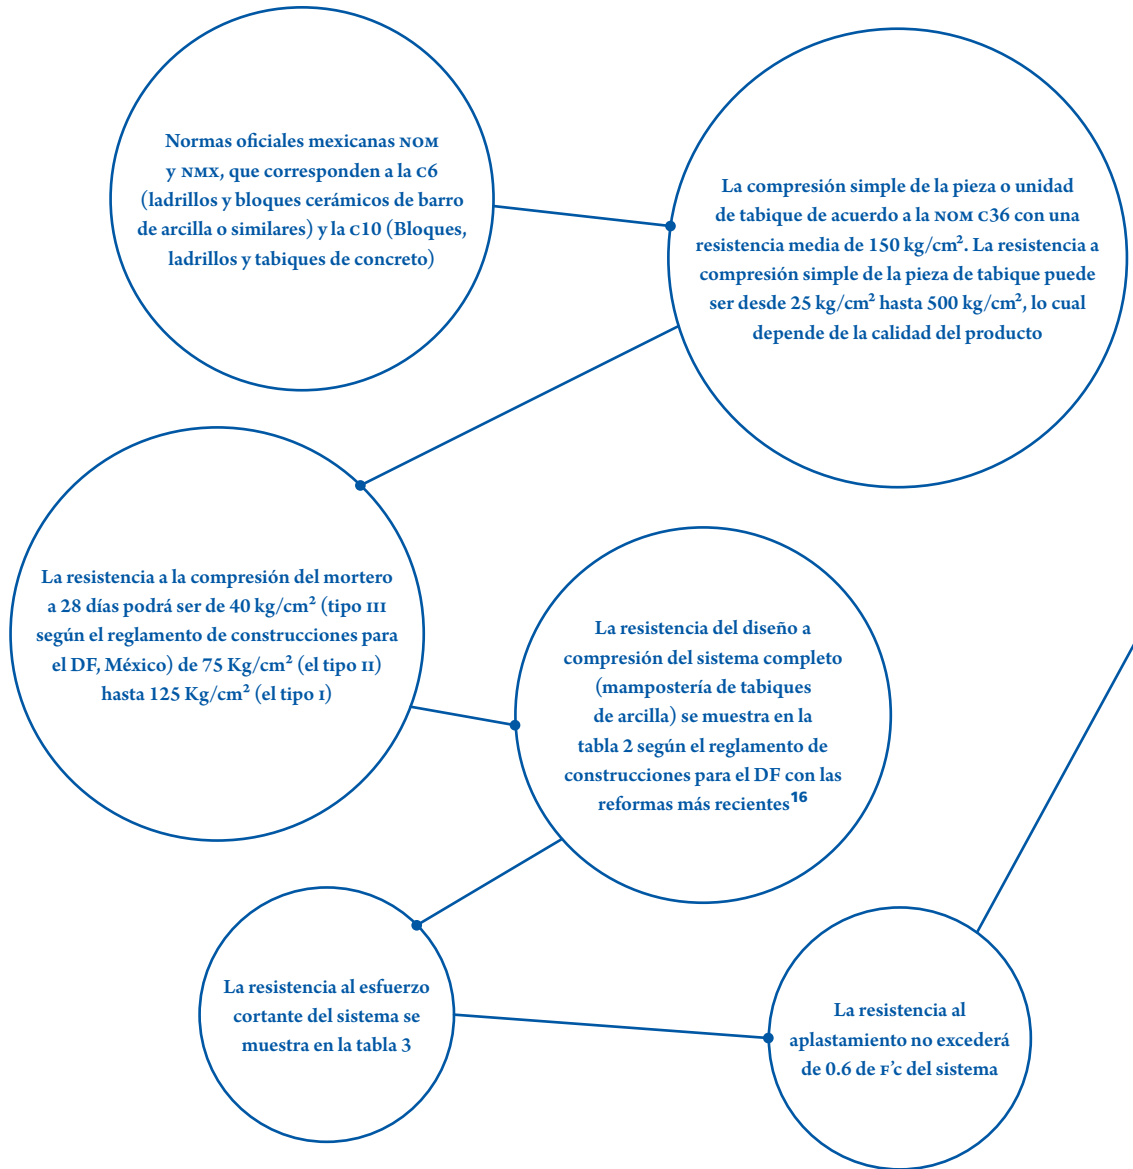 Normas oficiales mexicanas NOM
y NMX, que corresponden a la C6
(ladrillos y bloques cerámicos de barro
de arcilla o similares) y la C10 (Bloques,
ladrillos y tabiques de concreto)
La compresión simple de la pieza o unidad
de tabique de acuerdo a la NOM C36 con una
resistencia media de 150 kg/cm². La resistencia a
compresión simple de la pieza de tabique puede
ser desde 25 kg/cm² hasta 500 kg/cm², lo cual
depende de la calidad del producto
La resistencia a la compresión del mortero
a 28 días podrá ser de 40 kg/cm² (tipo III
según el reglamento de construcciones para
el DF, México) de 75 Kg/cm² (el tipo II)
hasta 125 Kg/cm² (el tipo I)
La resistencia del diseño a
compresión del sistema completo
(mampostería de tabiques
de arcilla) se muestra en la
tabla 2 según el reglamento de
construcciones para el DF con las
reformas más recientes¹⁶
La resistencia al esfuerzo
cortante del sistema se
muestra en la tabla 3
La resistencia al
aplastamiento no excederá
de 0.6 de F’c del sistema